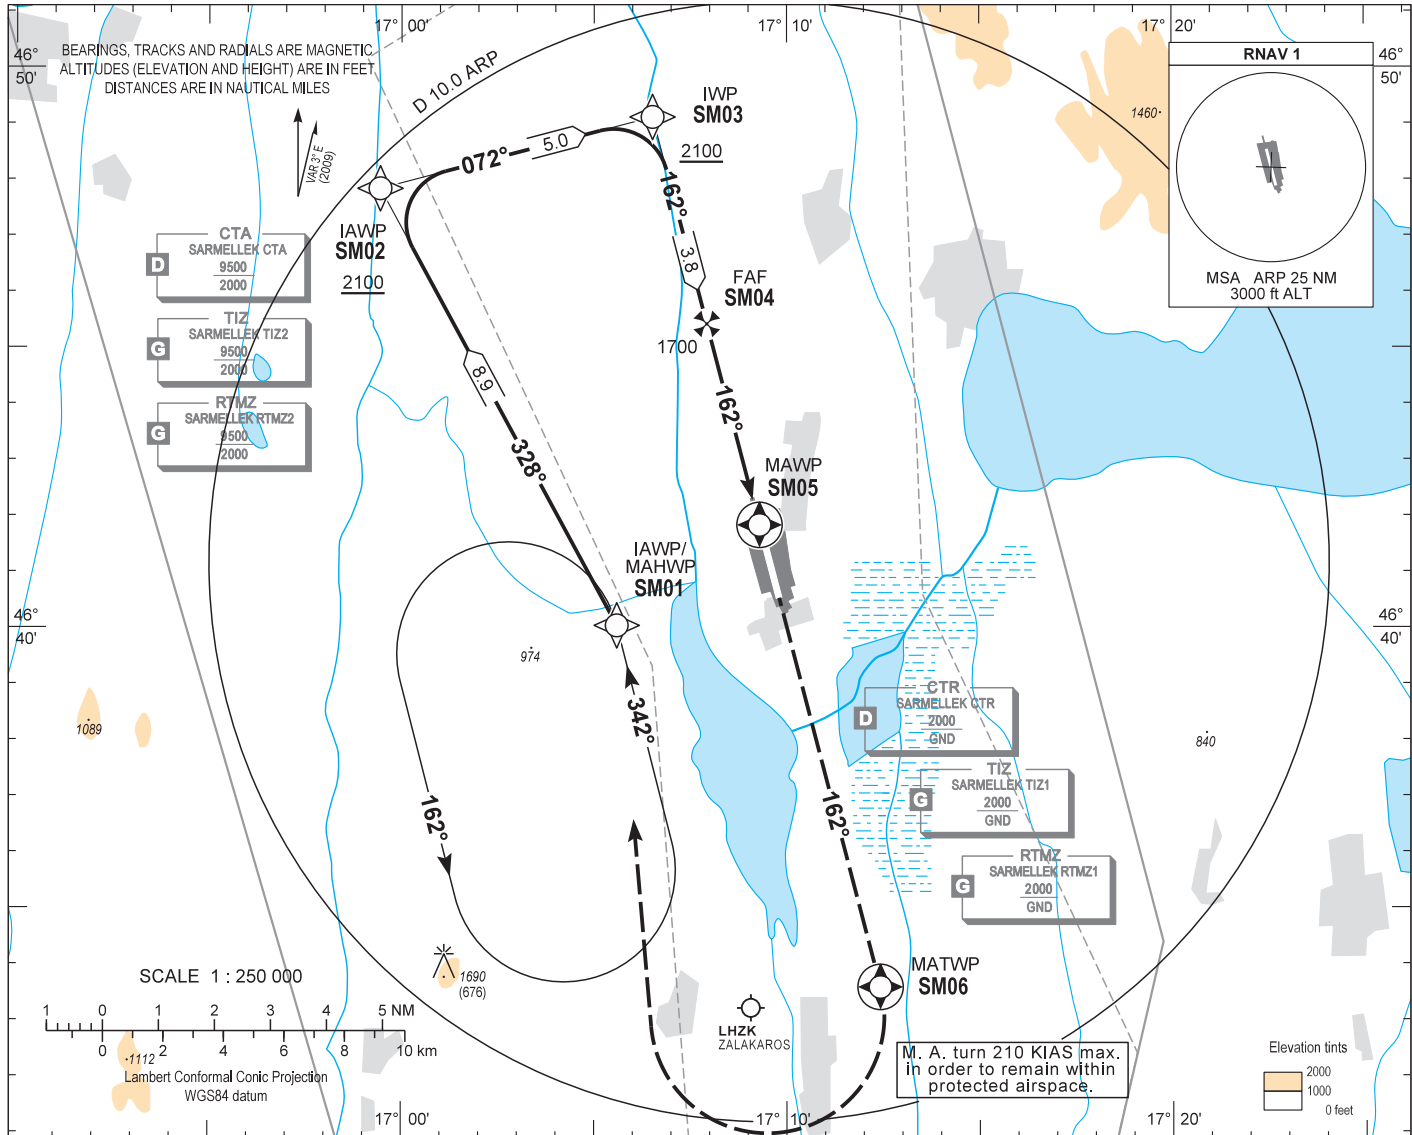 17° 00'
17° 10'
17° 20'
46°
50'
46°
50'
BEARINGS, TRACKS AND RADIALS ARE MAGNETIC
ALTITUDES (ELEVATION AND HEIGHT) ARE IN FEET
DISTANCES ARE IN NAUTICAL MILES
VAR 3° E
(2009)
D 10.0 ARP
RNAV 1
MSA ARP 25 NM
3000 ft ALT
1460
IWP
SM03
2100
5.0
072°
162°
3.8
IAWP
SM02
2100
CTA
SARMELLEK CTA
D
9500
2000
TIZ
SARMELLEK TIZ2
G
9500
2000
RTMZ
SARMELLEK RTMZ2
G
9500
2000
FAF
SM04
1700
8.9
162°
328°
MAWP
SM05
IAWP/
MAHWP
SM01
46°
40'
46°
40'
974
1089
342°
162°
162°
CTR
SARMELLEK CTR
D
2000
GND
840
TIZ
SARMELLEK TIZ1
G
2000
GND
RTMZ
SARMELLEK RTMZ1
G
2000
GND
MATWP
SM06
1690
(676)
LHZK
ZALAKAROS
SCALE 1 : 250 000
1 0 1 2 3 4 5 NM
0 2 4 6 8 10 km
1112
Lambert Conformal Conic Projection
WGS84 datum
M. A. turn 210 KIAS max.
in order to remain within
protected airspace.
Elevation tints
2000
1000
0 feet
17° 00'
17° 10'
17° 20'